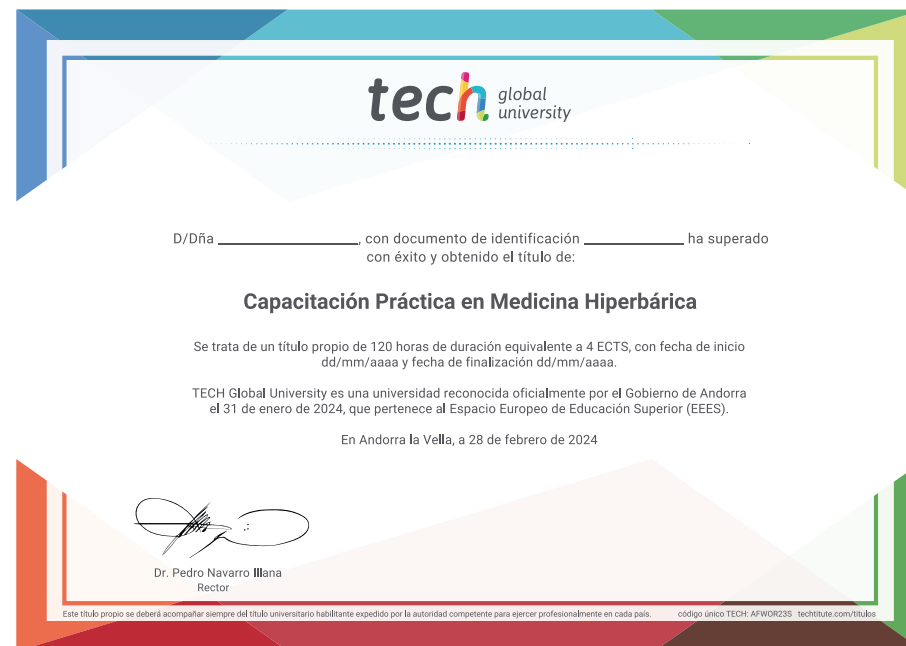 tech global university
D/Dña ____________, con documento de identificación ____________ ha superado
con éxito y obtenido el título de:
Capacitación Práctica en Medicina Hiperbárica
Se trata de un título propio de 120 horas de duración equivalente a 4 ECTS, con fecha de inicio
dd/mm/aaaa y fecha de finalización dd/mm/aaaa.
TECH Global University es una universidad reconocida oficialmente por el Gobierno de Andorra
el 31 de enero de 2024, que pertenece al Espacio Europeo de Educación Superior (EEES).
En Andorra la Vella, a 28 de febrero de 2024
Dr. Pedro Navarro Illana
Rector
Este título propio se deberá acompañar siempre del título universitario habilitante expedido por la autoridad competente para ejercer profesionalmente en cada país. código único TECH: AFWOR23S techtitute.com/titulos